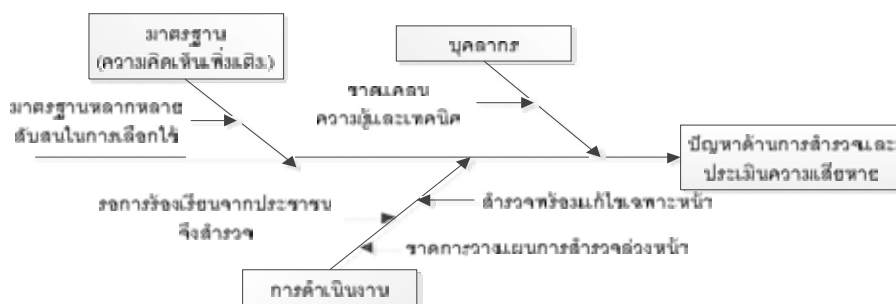 มาตรฐาน
(ความคิดเห็นเพิ่มเติม)
บุคลากร
มาตรฐานหลากหลาย
สับสนในการเลือกใช้
ขาดแคลน
ความรู้และเทคนิค
ปัญหาด้านการสำรวจและ
ประเมินความเสียหาย
รอการร้องเรียนจากประชาชน
จึงสำรวจ
สำรวจพร้อมแก้ไขเฉพาะหน้า
ขาดการวางแผนการสำรวจล่วงหน้า
การดำเนินงาน